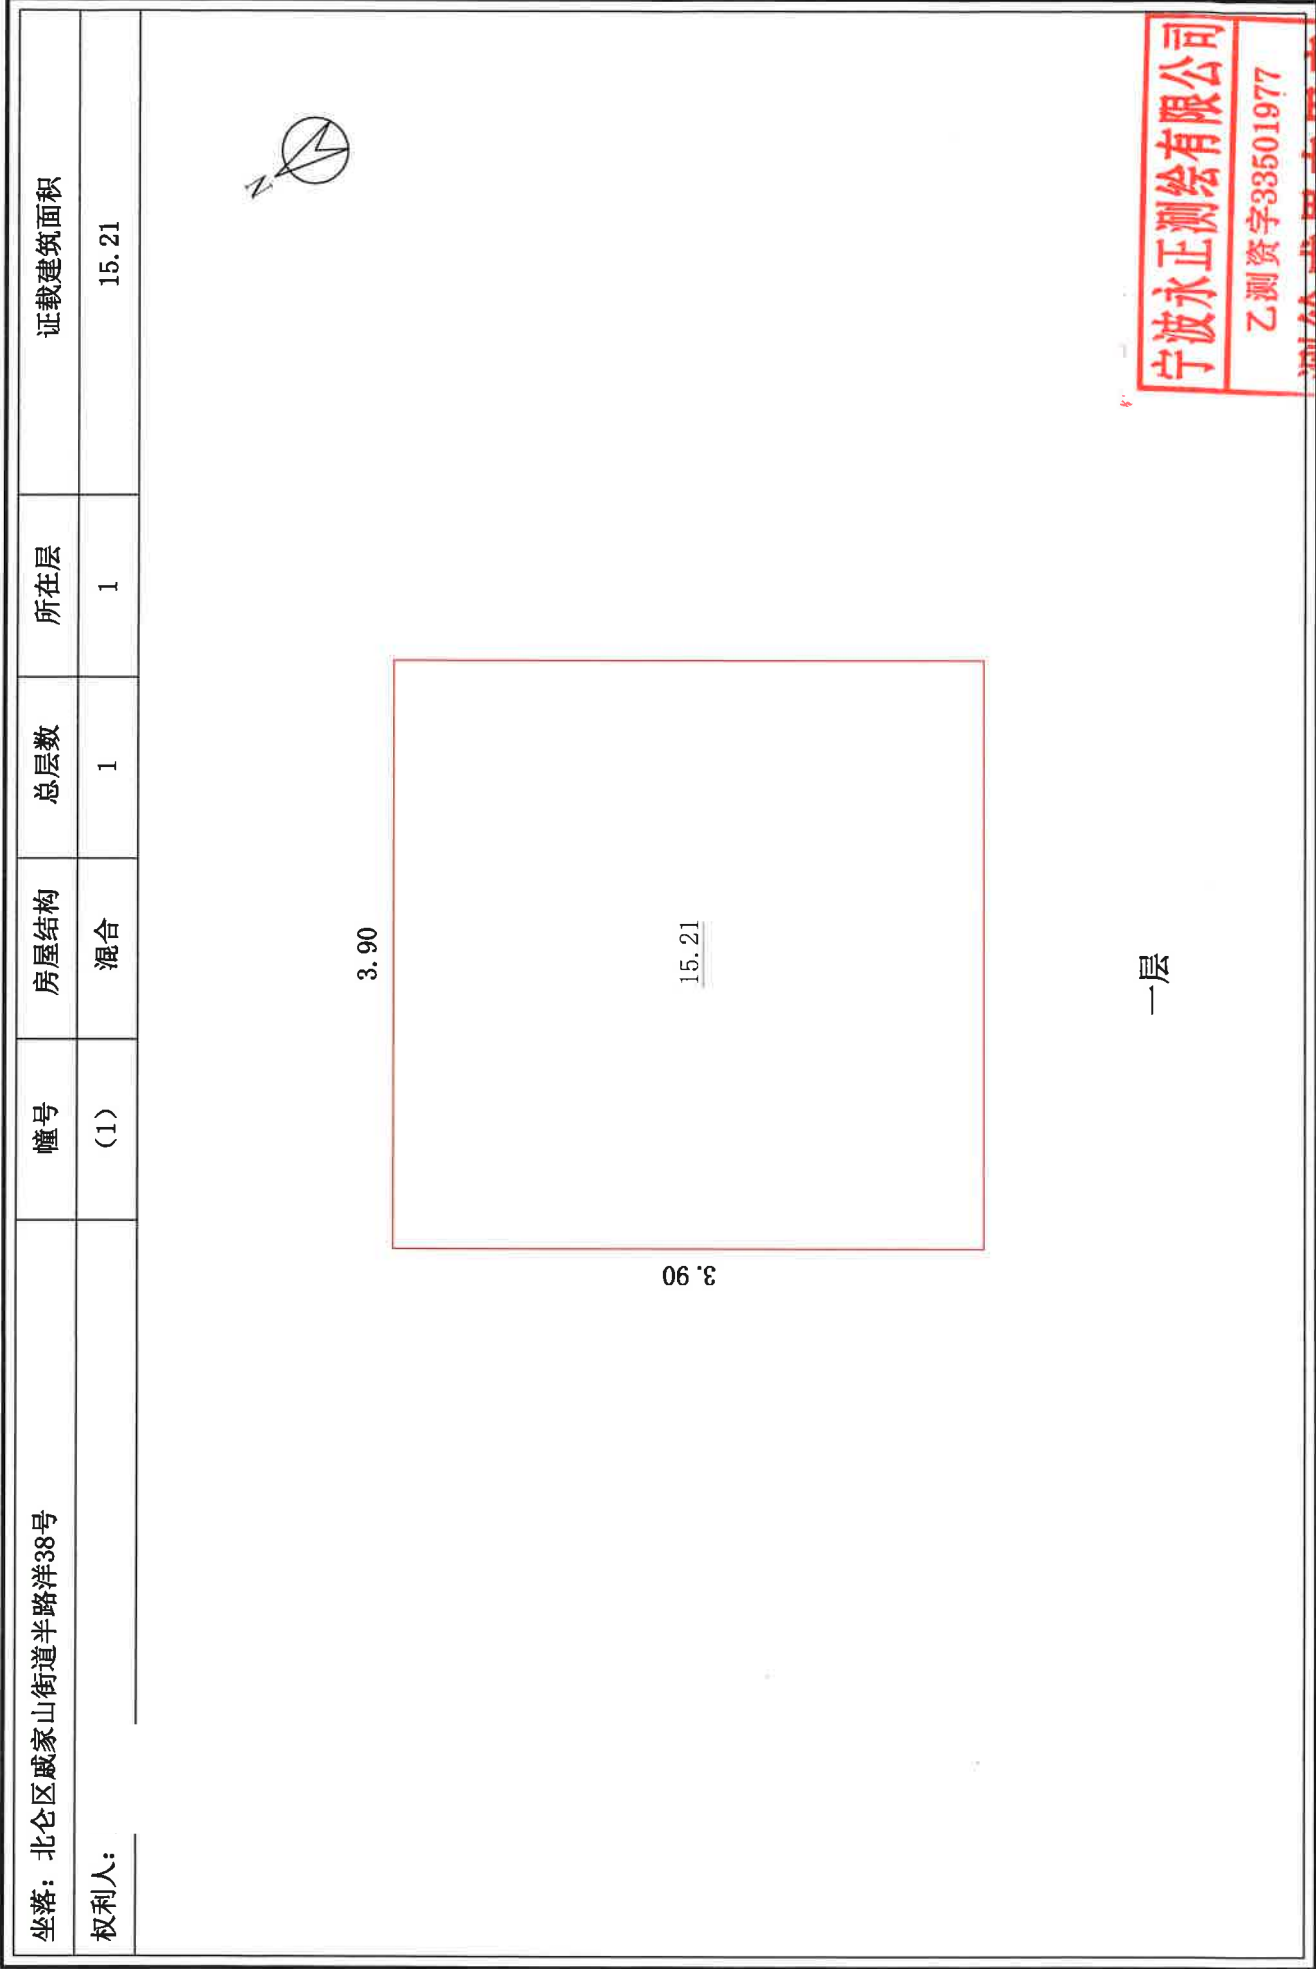 坐落：北仑区戚家山街道半路洋38号
幢号
房屋结构
总层数
所在层
证载建筑面积
权利人：
(1)
混合
1
1
15.21
N
3.90
15.21
3.90
一层
宁波永正测绘有限公司
乙测资字33501977